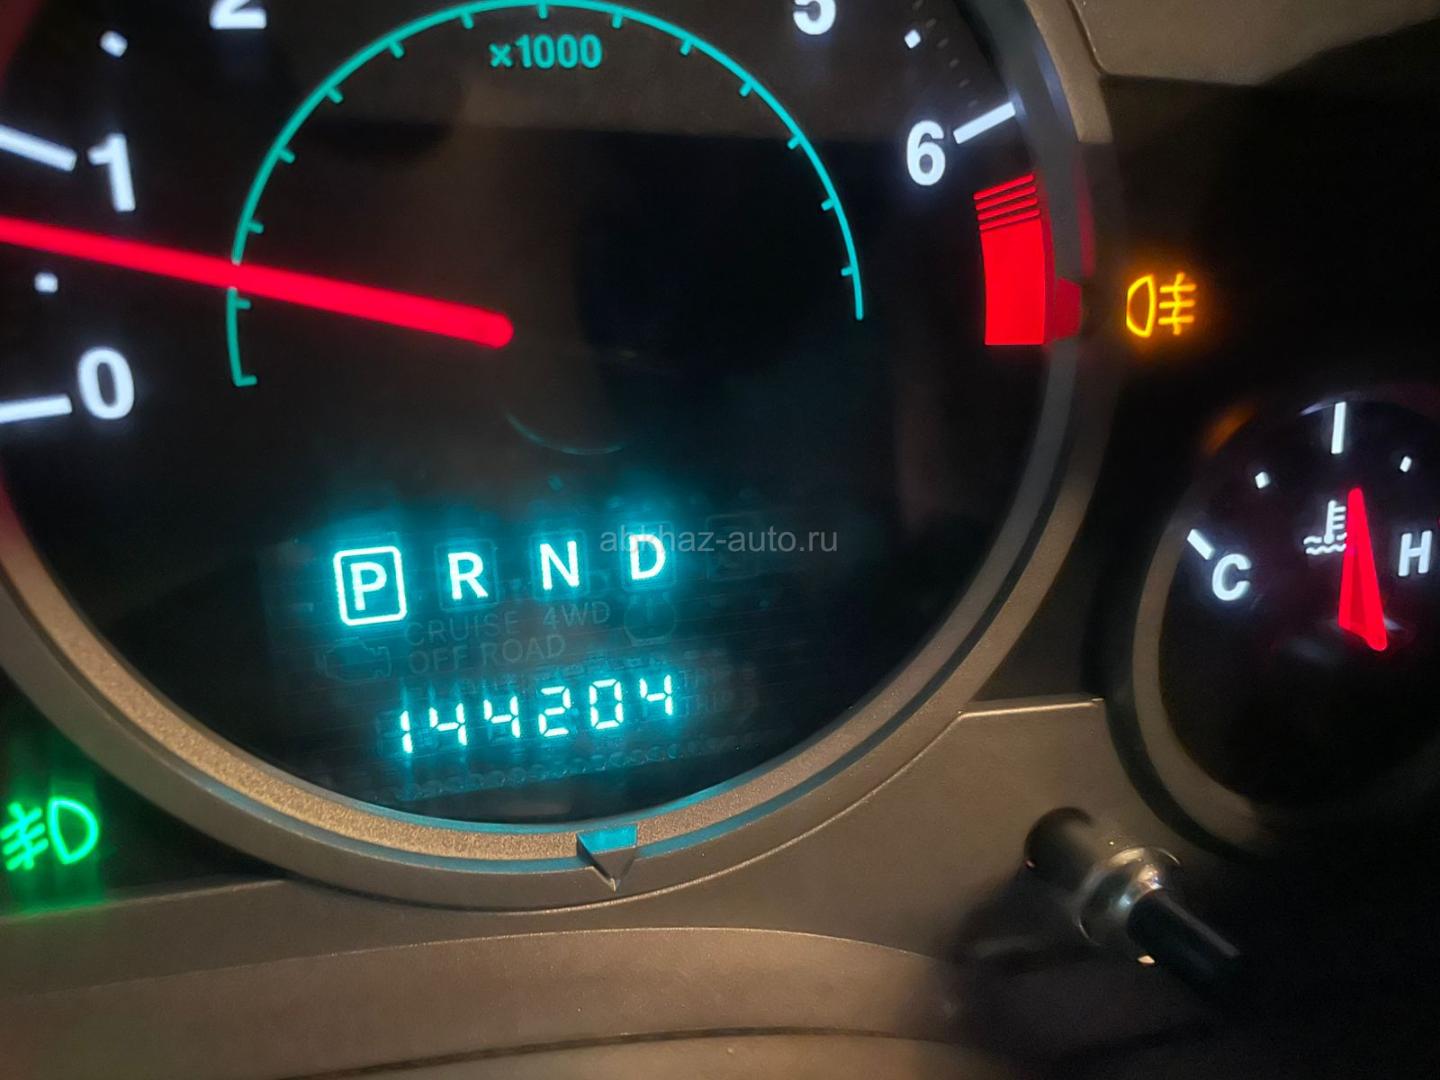 2
5
x1000
1
6
0
P R N D
abkhaz-auto.ru
C H
CRUISE 4WD
OFF ROAD
144204